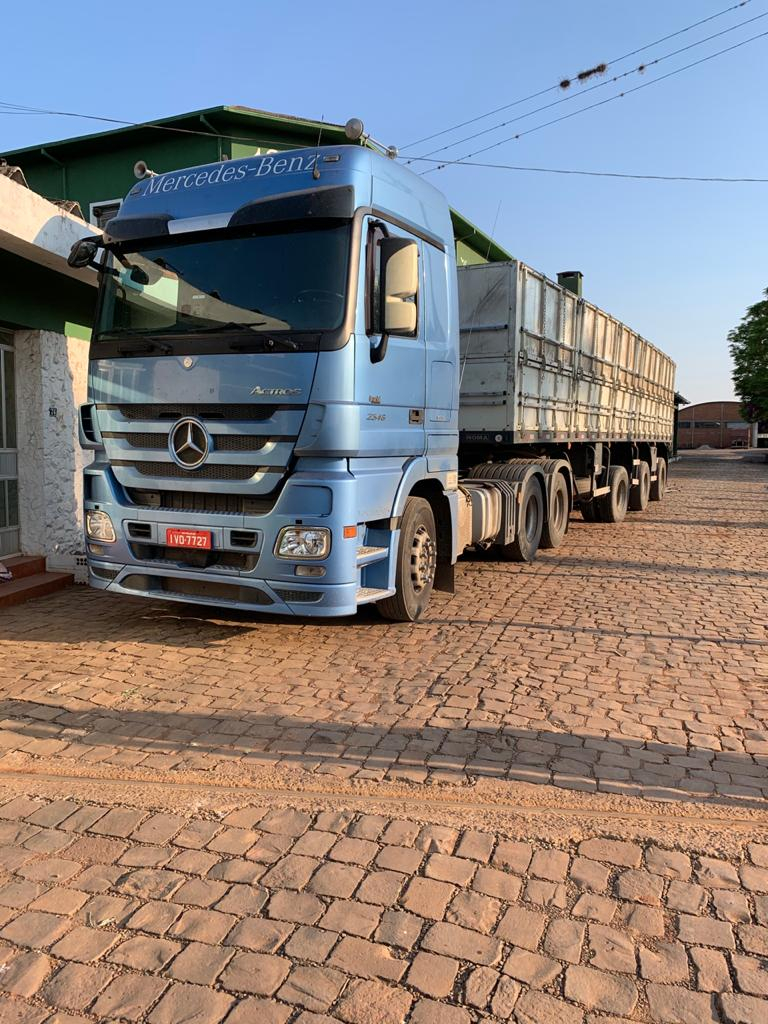 Mercedes-Benz
ACTROS
2546
IVO-7727